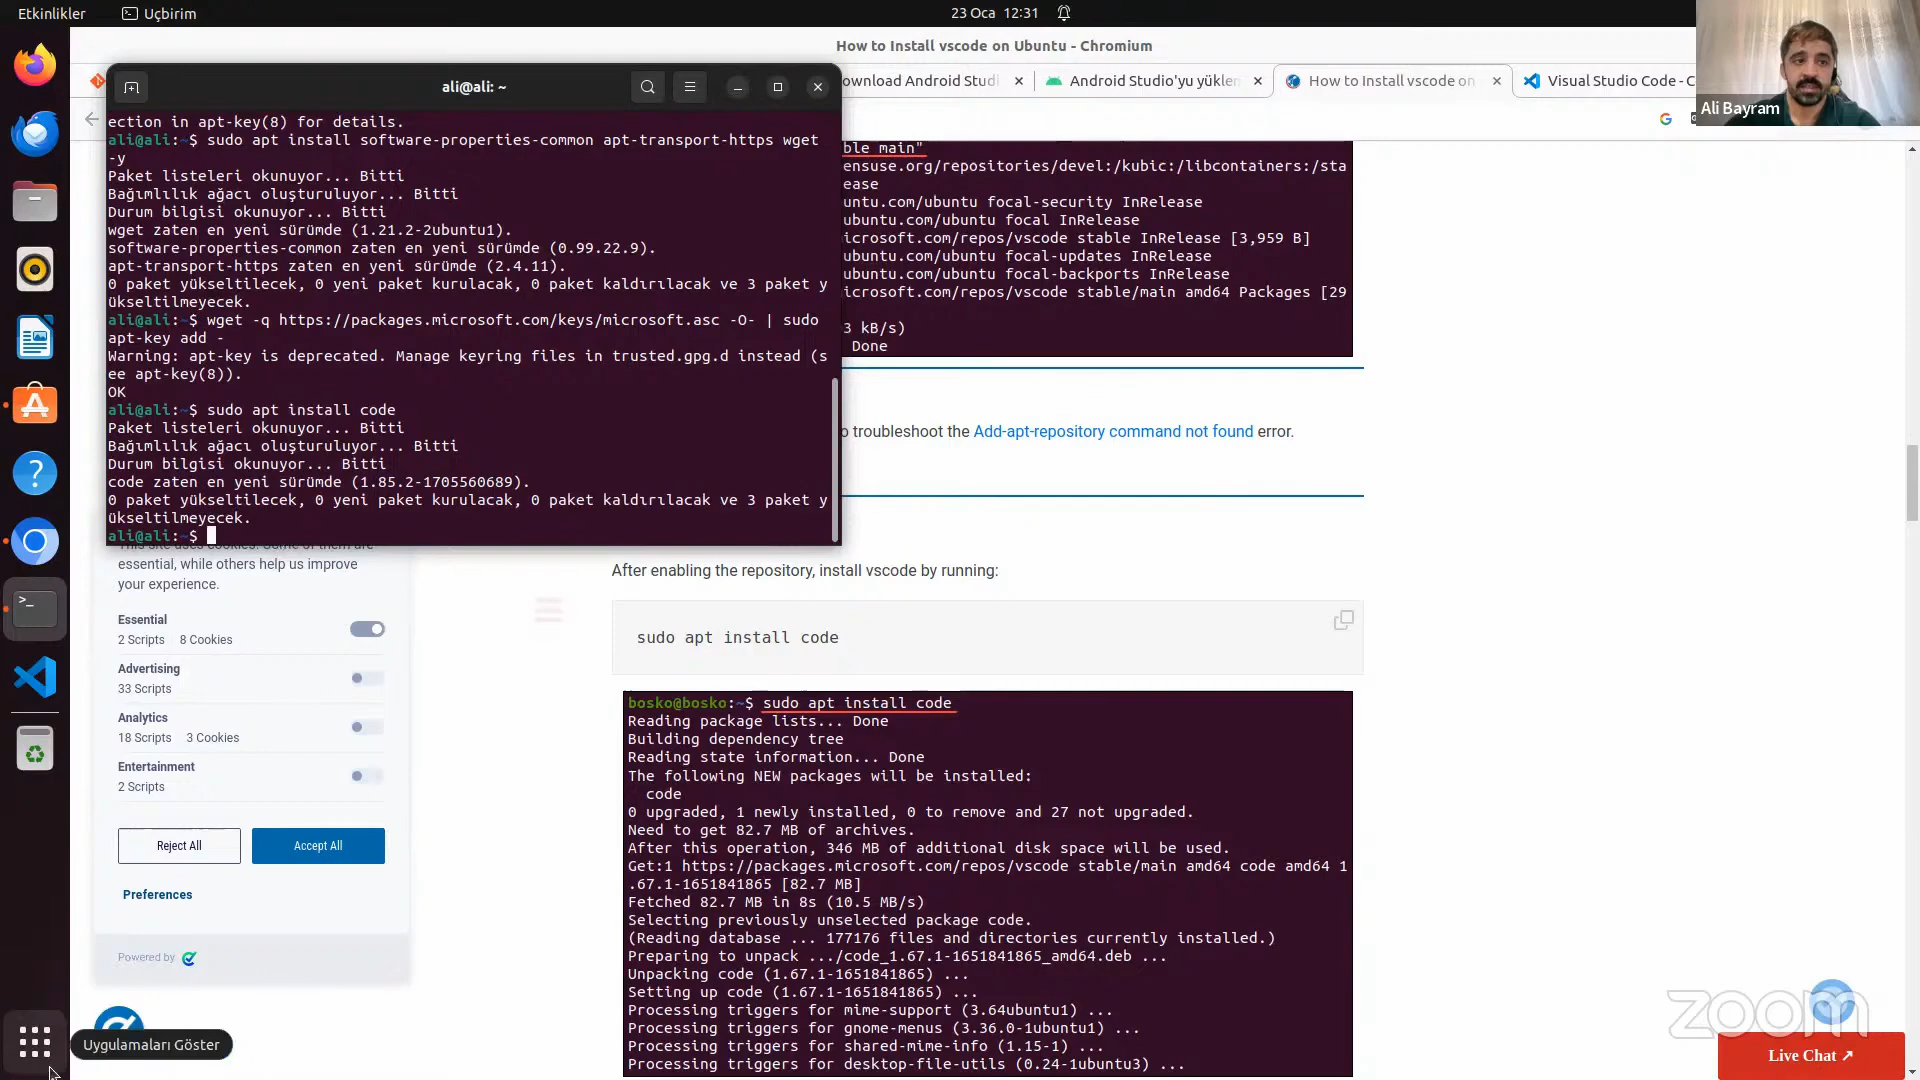 Etkinlikler
Uçbirim
23 Oca 12:31
How to Install vscode on Ubuntu - Chromium
ali@ali: ~
ownload Android Studi
Android Studio'yu yüklen
How to Install vscode on
Visual Studio Code - C
Ali Bayram
ection in apt-key(8) for details.
ali@ali:~$ sudo apt install software-properties-common apt-transport-https wget
-y
Paket listeleri okunuyor... Bitti
Bağımlılık ağacı oluşturuluyor... Bitti
Durum bilgisi okunuyor... Bitti
wget zaten en yeni sürümde (1.21.2-2ubuntu1).
software-properties-common zaten en yeni sürümde (0.99.22.9).
apt-transport-https zaten en yeni sürümde (2.4.11).
0 paket yükseltilecek, 0 yeni paket kurulacak, 0 paket kaldırılacak ve 3 paket y
ükseltilmeyecek.
ali@ali:~$ wget -q https://packages.microsoft.com/keys/microsoft.asc -O- | sudo
apt-key add -
Warning: apt-key is deprecated. Manage keyring files in trusted.gpg.d instead (s
ee apt-key(8)).
OK
ali@ali:~$ sudo apt install code
Paket listeleri okunuyor... Bitti
Bağımlılık ağacı oluşturuluyor... Bitti
Durum bilgisi okunuyor... Bitti
code zaten en yeni sürümde (1.85.2-1705560689).
0 paket yükseltilecek, 0 yeni paket kurulacak, 0 paket kaldırılacak ve 3 paket y
ükseltilmeyecek.
ali@ali:~$
ble main"
ensuse.org/repositories/devel:/kubic:/libcontainers:/sta
ease
untu.com/ubuntu focal-security InRelease
ubuntu.com/ubuntu focal InRelease
icrosoft.com/repos/vscode stable InRelease [3,959 B]
ubuntu.com/ubuntu focal-updates InRelease
ubuntu.com/ubuntu focal-backports InRelease
icrosoft.com/repos/vscode stable/main amd64 Packages [29
3 kB/s)
Done
o troubleshoot the Add-apt-repository command not found error.
After enabling the repository, install vscode by running:
sudo apt install code
bosko@bosko:~$ sudo apt install code
Reading package lists... Done
Building dependency tree
Reading state information... Done
The following NEW packages will be installed:
code
0 upgraded, 1 newly installed, 0 to remove and 27 not upgraded.
Need to get 82.7 MB of archives.
After this operation, 346 MB of additional disk space will be used.
Get:1 https://packages.microsoft.com/repos/vscode stable/main amd64 code amd64 1
.67.1-1651841865 [82.7 MB]
Fetched 82.7 MB in 8s (10.5 MB/s)
Selecting previously unselected package code.
(Reading database ... 177176 files and directories currently installed.)
Preparing to unpack .../code_1.67.1-1651841865_amd64.deb ...
Unpacking code (1.67.1-1651841865) ...
Setting up code (1.67.1-1651841865) ...
Processing triggers for mime-support (3.64ubuntu1) ...
Processing triggers for gnome-menus (3.36.0-1ubuntu1) ...
Processing triggers for shared-mime-info (1.15-1) ...
Processing triggers for desktop-file-utils (0.24-1ubuntu3) ...
This site uses cookies. Some of them are
essential, while others help us improve
your experience.
Essential
2 Scripts 8 Cookies
Advertising
33 Scripts
Analytics
18 Scripts 3 Cookies
Entertainment
2 Scripts
Reject All
Accept All
Preferences
Powered by
Uygulamaları Göster
zoom
Live Chat ↗